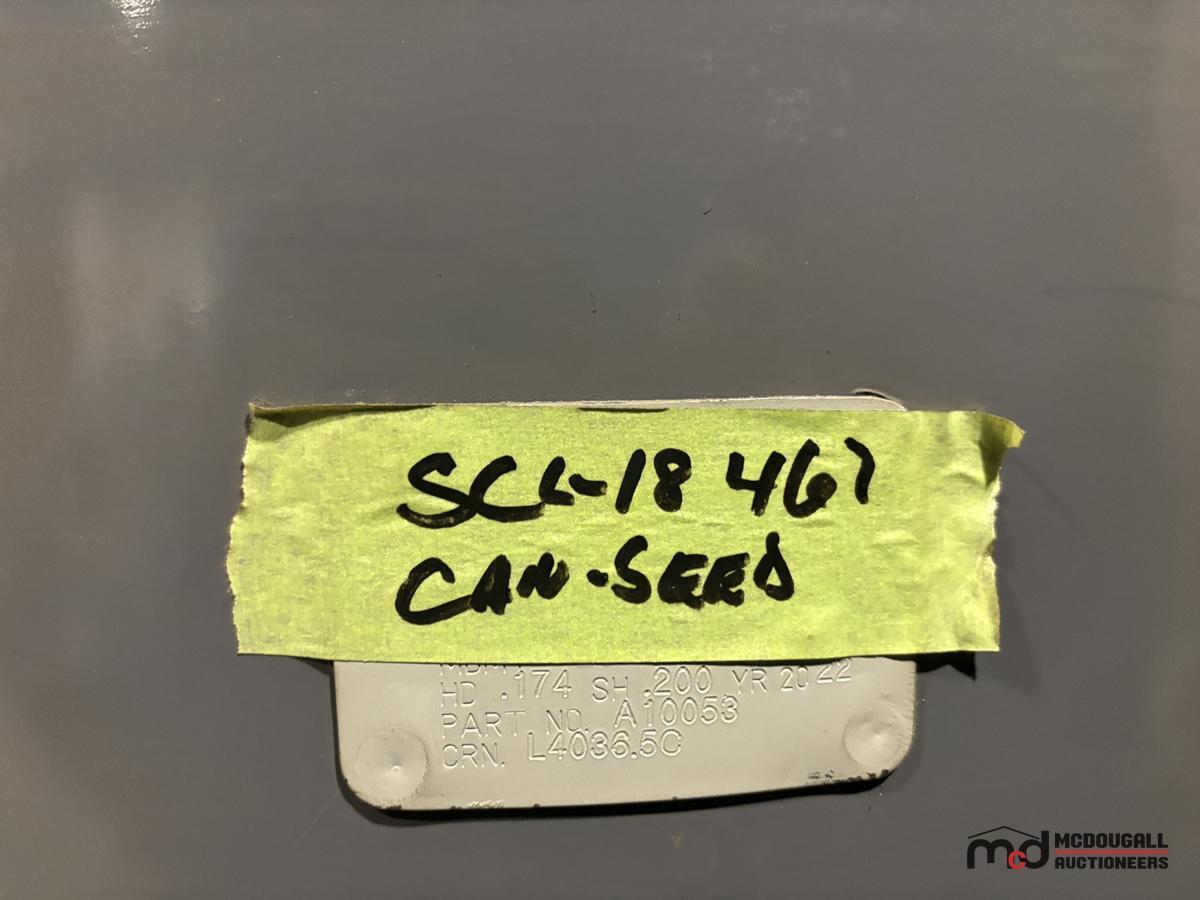 SCL-18 467
CAN-SEED
HD .174 SH .200 YR 2022
PART NO. A10053
CRN. L4036.5C
mcd MCDOUGALL
AUCTIONEERS